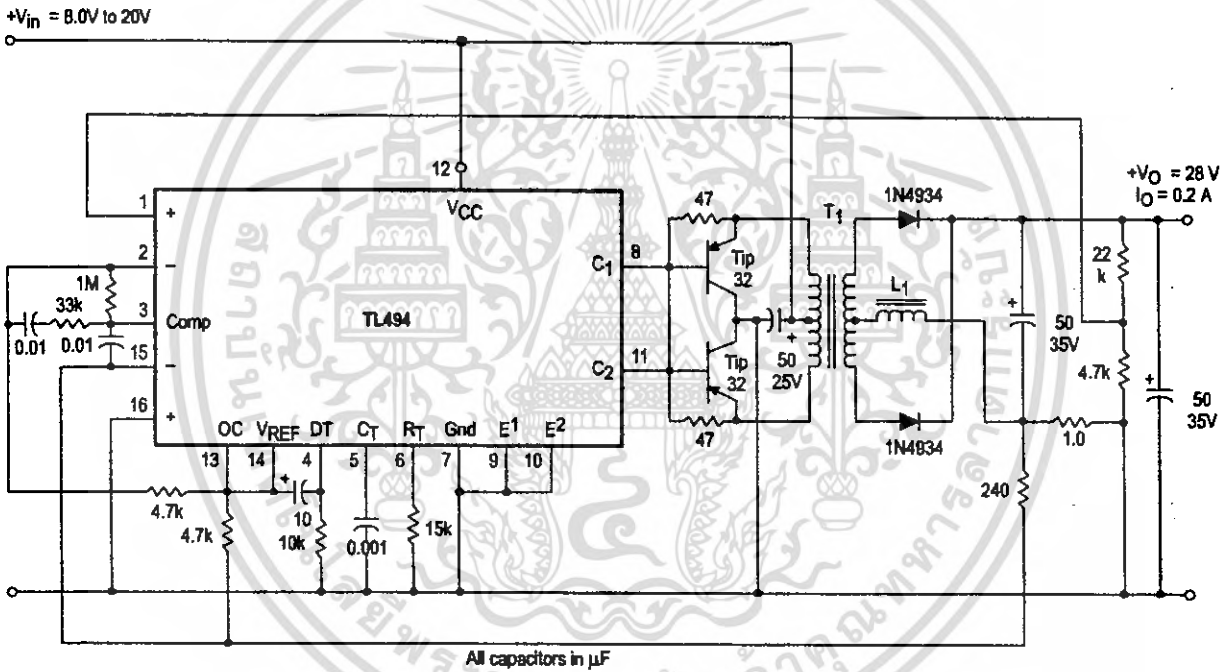 +Vin = 8.0V to 20V
12
VCC
1
+
2
−
1M
33k
3
Comp
0.01
0.01
15
−
16
+
TL494
C1
8
C2
11
OC
VREF
DT
CT
RT
Gnd
E1
E2
13
14
4
5
6
7
9
10
47
Tip
32
Tip
32
47
+
50
25V
T1
1N4934
L1
1N4934
+VO = 28 V
IO = 0.2 A
22
k
+
50
35V
4.7k
+
50
35V
1.0
240
4.7k
4.7k
+
10
10k
0.001
15k
All capacitors in μF